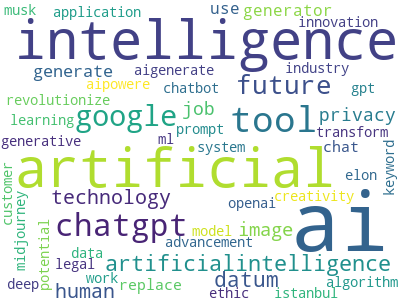 musk application use generator innovation
intelligence
generate aigenerate industry
aipowere chatbot future gpt
revolutionize
google job tool privacy
learning prompt transform
generative ml system chat keyword
artificial elon
customer midjourney technology openai creativity
chatgpt model image ai
potential advancement
data artificialintelligence
legal work datum algorithm
deep human replace ethic istanbul